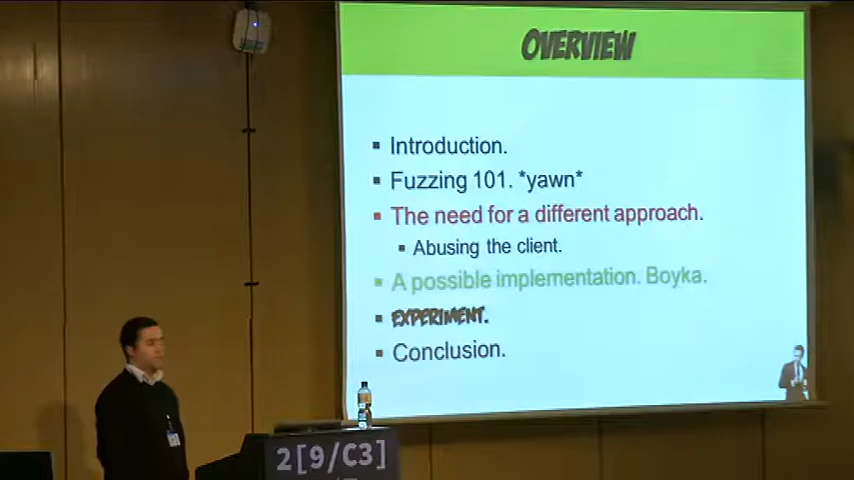 OVERVIEW
Introduction.
Fuzzing 101. *yawn*
The need for a different approach.
Abusing the client.
A possible implementation. Boyka.
EXPERIMENT.
Conclusion.
2[9/C3]